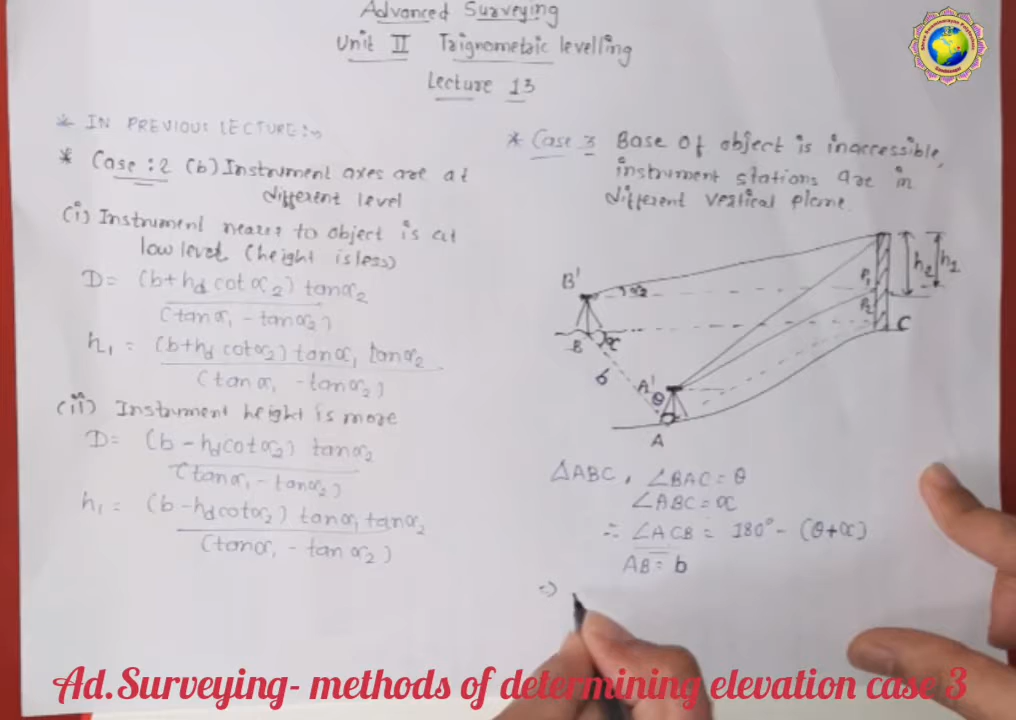 Advanced Surveying
Unit II Trignometric levelling
Lecture 13
* IN PREVIOUS LECTURE:~
* Case : 2 (b) Instrument axes are at
different level
(i) Instrument nearer to object is at
low level. (height is less)
D = (b + hd cot α2) tan α2
(tan α1 - tan α2)
h1 = (b + hd cot α2) tan α1 tan α2
(tan α1 - tan α2)
(ii) Instrument height is more
D = (b - hd cot α2) tan α2
(tan α1 - tan α2)
h1 = (b - hd cot α2) tan α1 tan α2
(tan α1 - tan α2)
* Case 3 Base of object is inaccessible,
instrument stations are in
different vertical plane.
B'
α2
P1
P2
h2
h1
C
B
α
b
A'
θ
A
△ABC, ∠BAC = θ
∠ABC = α
∴ ∠ACB = 180° - (θ+α)
AB = b
⇒
Ad.Surveying- methods of determining elevation case 3